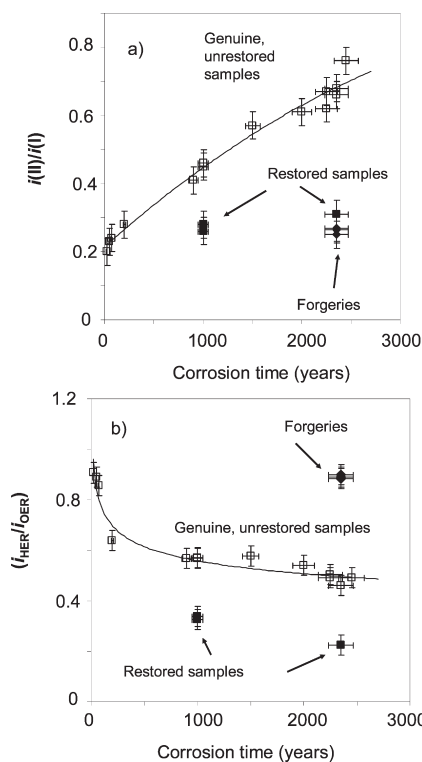 0.8
a)
Genuine,
unrestored
samples
0.6
i(II)/i(I)
0.4
Restored samples
0.2
Forgeries
0
0
1000
2000
3000
Corrosion time (years)
1.2
b)
Forgeries
0.8
(iHER/iOER)
Genuine, unrestored samples
0.4
Restored samples
0
0
1000
2000
3000
Corrosion time (years)